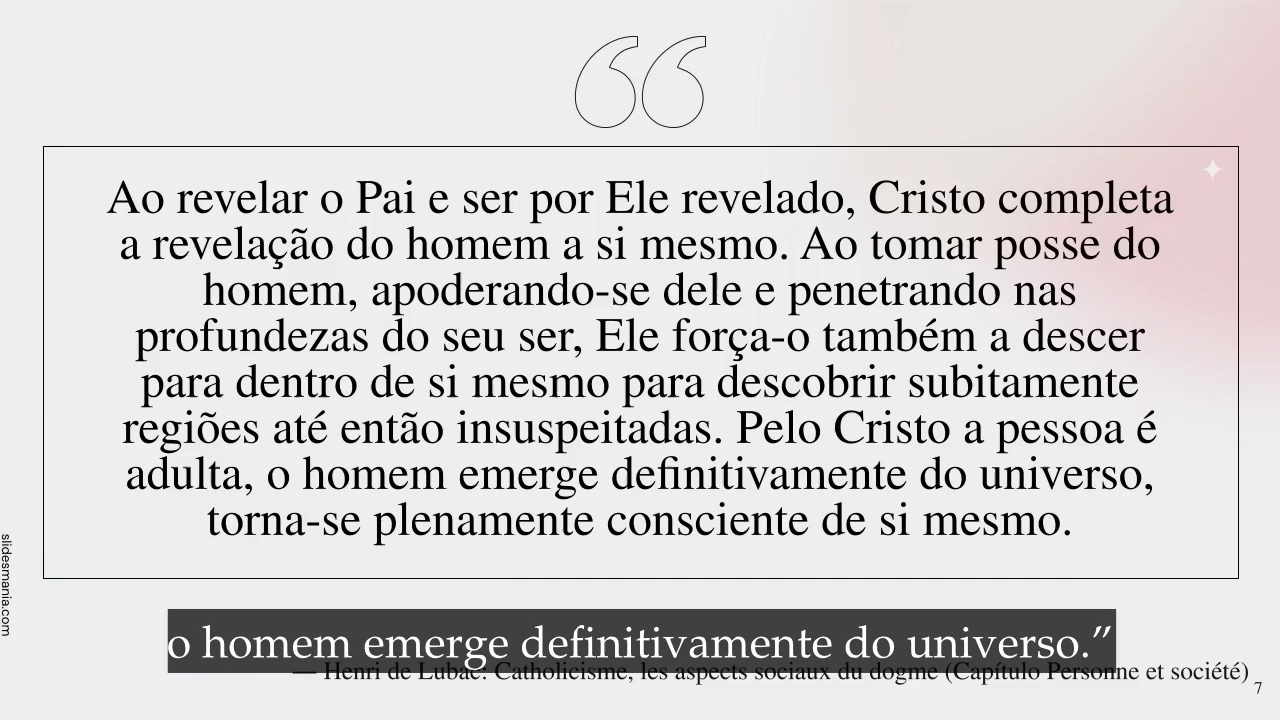 “
Ao revelar o Pai e ser por Ele revelado, Cristo completa
a revelação do homem a si mesmo. Ao tomar posse do
homem, apoderando-se dele e penetrando nas
profundezas do seu ser, Ele força-o também a descer
para dentro de si mesmo para descobrir subitamente
regiões até então insuspeitadas. Pelo Cristo a pessoa é
adulta, o homem emerge definitivamente do universo,
torna-se plenamente consciente de si mesmo.
slidesmania.com
o homem emerge definitivamente do universo.”
— Henri de Lubac: Catholicisme, les aspects sociaux du dogme (Capítulo Personne et société)
7